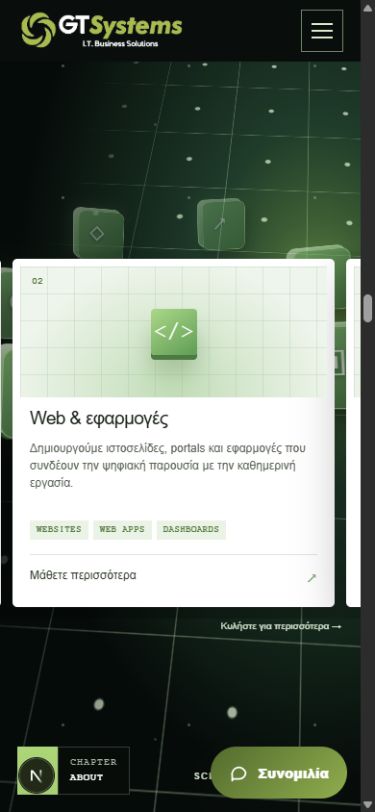 GTSystems
I.T. Business Solutions
02
</>
Web & εφαρμογές
Δημιουργούμε ιστοσελίδες, portals και εφαρμογές που
συνδέουν την ψηφιακή παρουσία με την καθημερινή
εργασία.
WEBSITES WEB APPS DASHBOARDS
Μάθετε περισσότερα ↗
Κυλήστε για περισσότερα →
N
CHAPTER
ABOUT
Συνομιλία